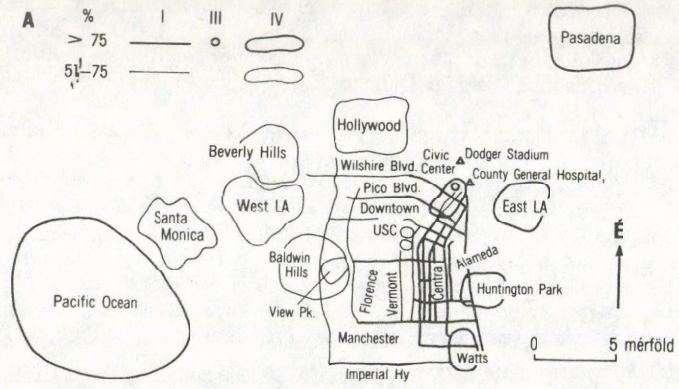 A
% I III IV
> 75
51–75
Pasadena
Hollywood
Beverly Hills
Wilshire Blvd.
Civic Center
Dodger Stadium
County General Hospital,
Pico Blvd.
West LA
Downtown
East LA
Santa Monica
USC
É
Baldwin Hills
Alameda
Pacific Ocean
View Pk.
Florence
Vermont
Central
Huntington Park
Manchester
Watts
0 5 mérföld
Imperial Hy